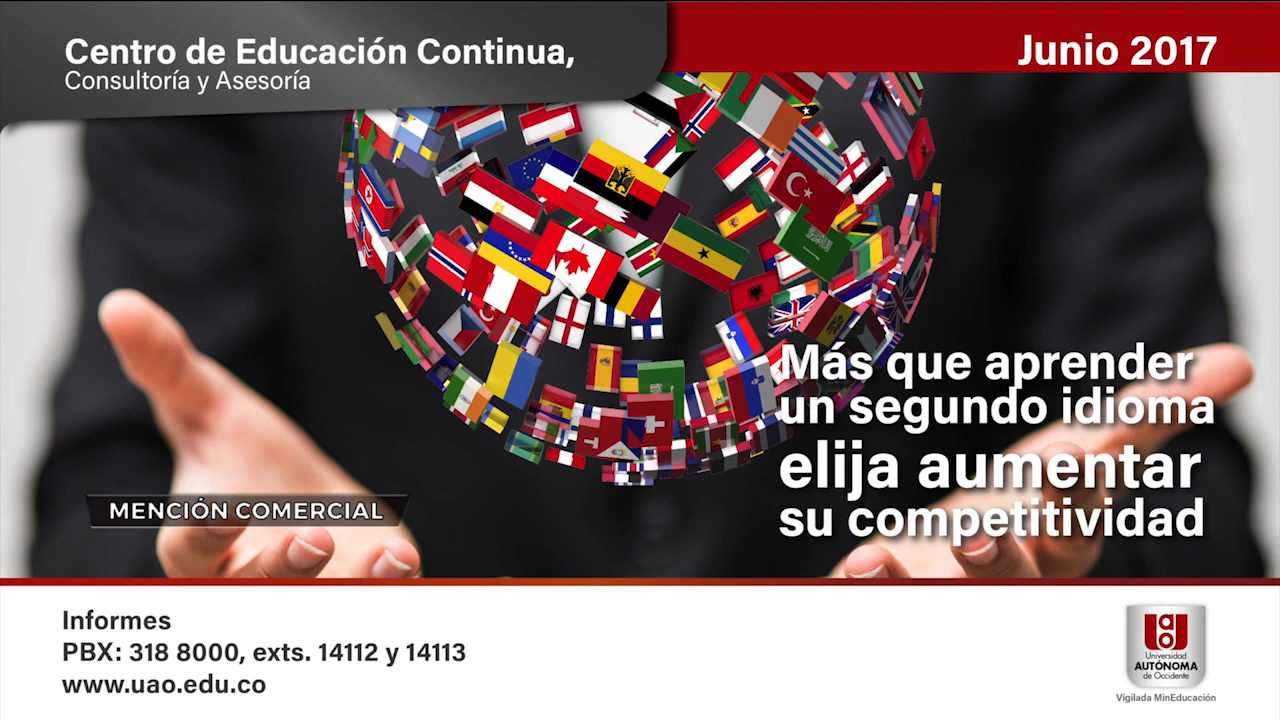 Centro de Educación Continua,
Consultoría y Asesoría
Junio 2017
Más que aprender
un segundo idioma
elija aumentar
su competitividad
MENCIÓN COMERCIAL
Informes
PBX: 318 8000, exts. 14112 y 14113
www.uao.edu.co
uao
Universidad
AUTÓNOMA
de Occidente
Vigilada MinEducación